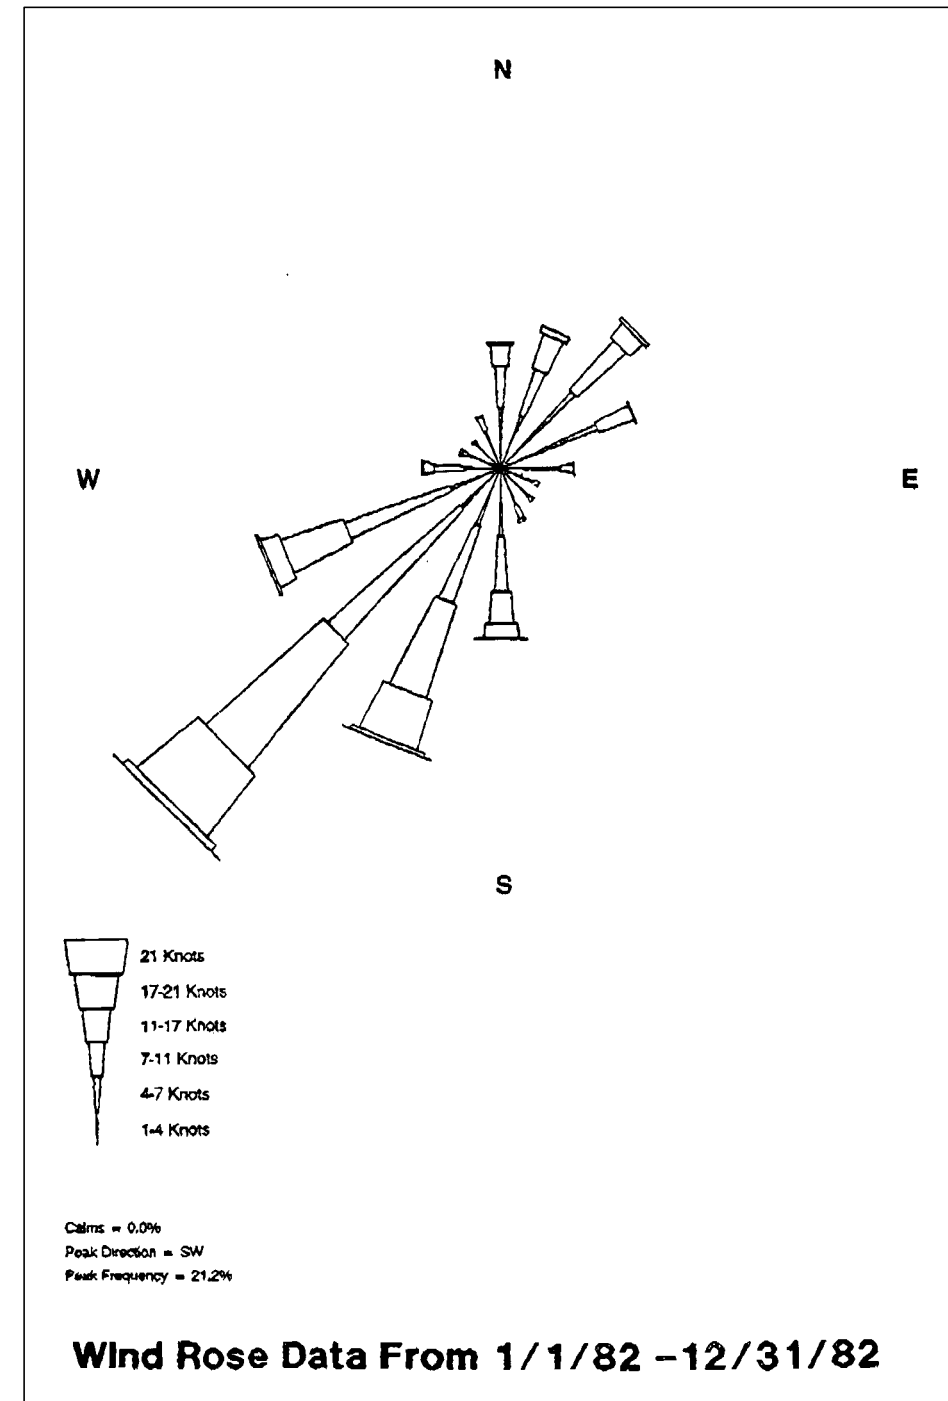 N
W
E
S
21 Knots
17-21 Knots
11-17 Knots
7-11 Knots
4-7 Knots
1-4 Knots
Calms = 0.0%
Peak Direction = SW
Peak Frequency = 21.2%
Wind Rose Data From 1/1/82 -12/31/82